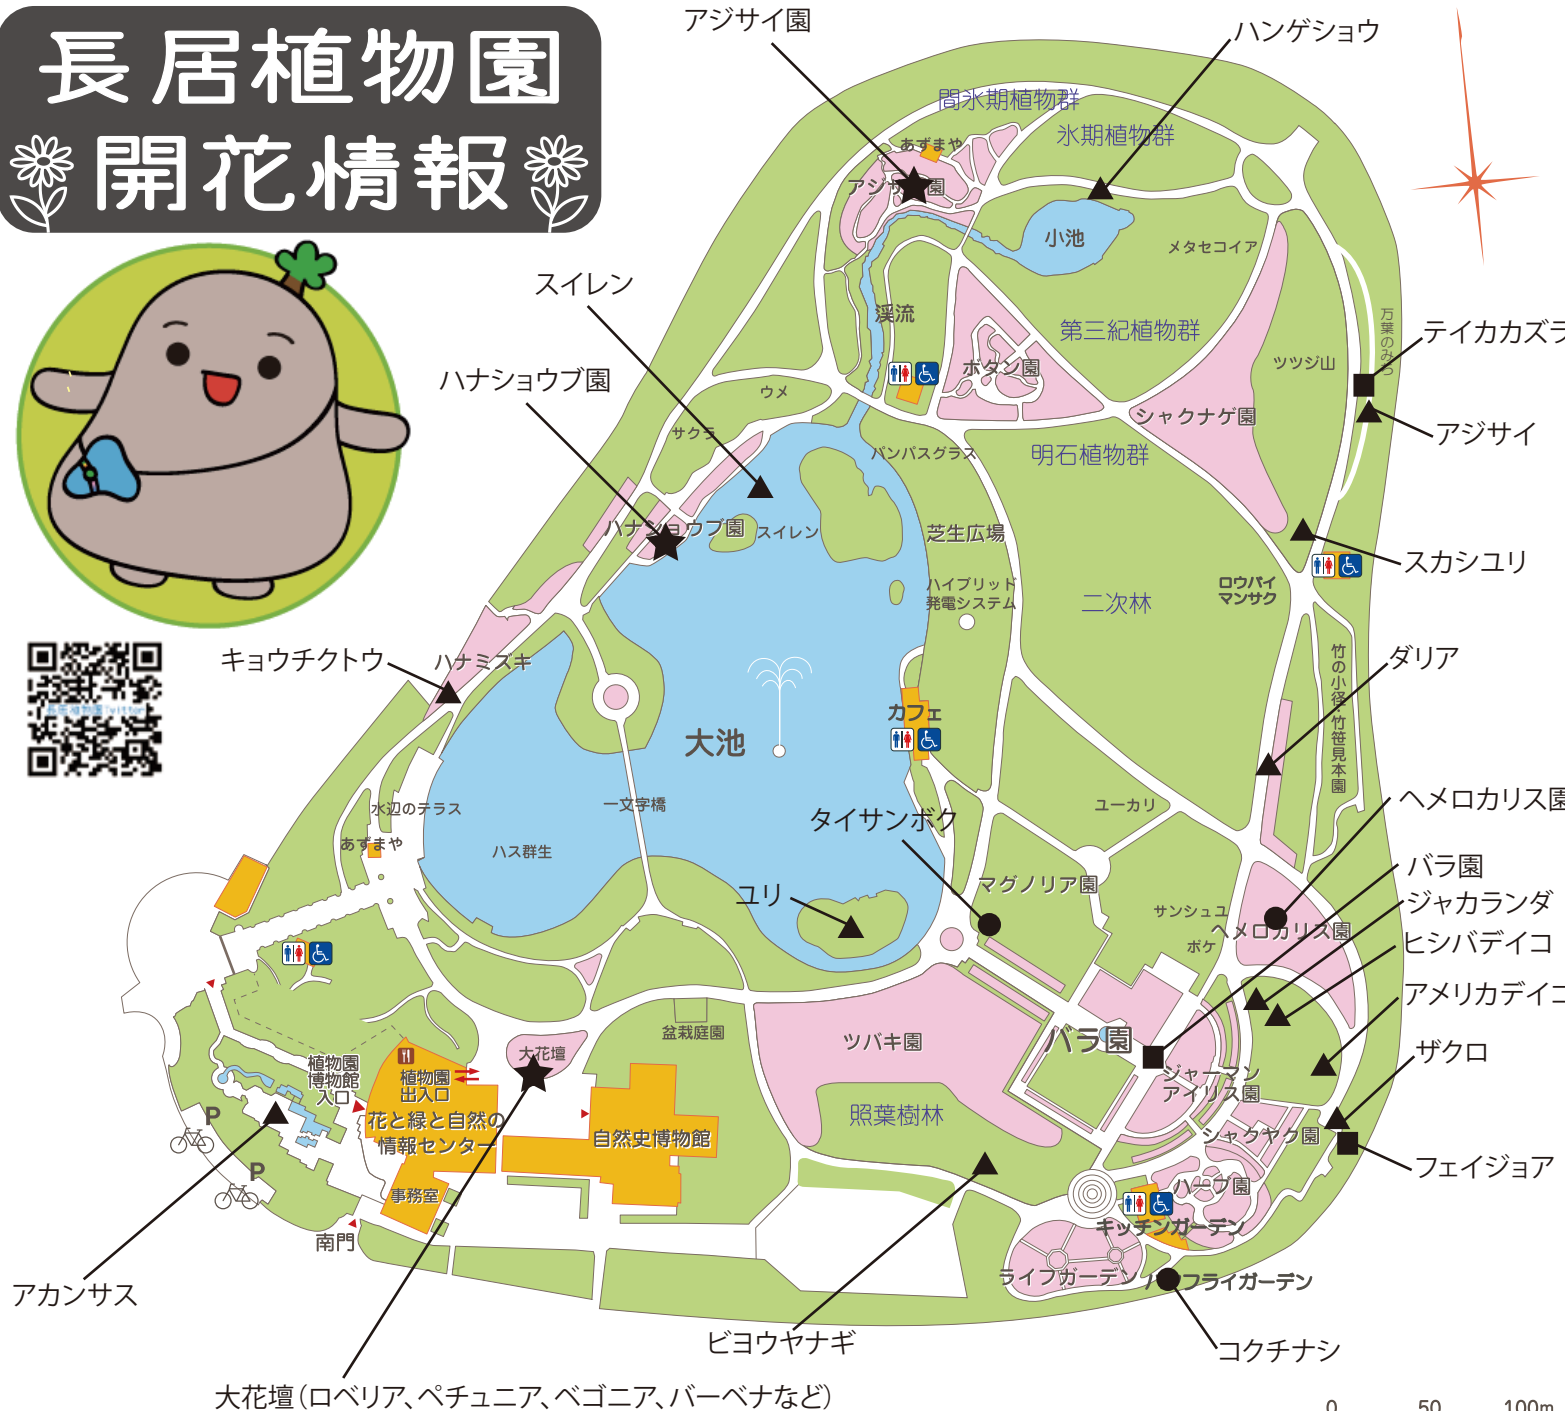 長居植物園
開花情報
アジサイ園
ハンゲショウ
間氷期植物群
氷期植物群
あずまや
小池
メタセコイア
スイレン
渓流
第三紀植物群
万葉のみち
テイカカズラ
ツツジ山
ボタン園
ハナショウブ園
ウメ
サクラ
シャクナゲ園
アジサイ
パンパスグラス
明石植物群
ハナショウブ園
スイレン
芝生広場
スカシユリ
ハイブリッド
発電システム
二次林
ロウバイ
マンサク
キョウチクトウ
ハナミズキ
竹の小径・竹笹見本園
ダリア
長居植物園Twitter
カフェ
大池
水辺のテラス
一文字橋
ユーカリ
ヘメロカリス園
タイサンボク
あずまや
ハス群生
バラ園
マグノリア園
ユリ
サンシュユ
ジャカランダ
ヘメロカリス園
ボケ
ヒシバデイコ
アメリカデイコ
盆栽庭園
ツバキ園
バラ園
大花壇
ザクロ
植物園
博物館
入口
植物園
出入口
ジャーマン
アイリス園
照葉樹林
花と緑と自然の
情報センター
自然史博物館
シャクヤク園
フェイジョア
P
P
事務室
ハーブ園
キッチンガーデン
南門
ライフガーデン
フライガーデン
アカンサス
ビヨウヤナギ
コクチナシ
大花壇（ロベリア、ペチュニア、ベゴニア、バーベナなど）
0 50 100m